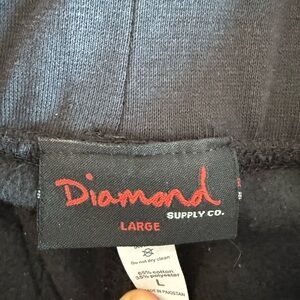 Diamond
SUPPLY CO.
LARGE
Do not dry clean
65% cotton
35% polyester
L
MADE IN PAKISTAN